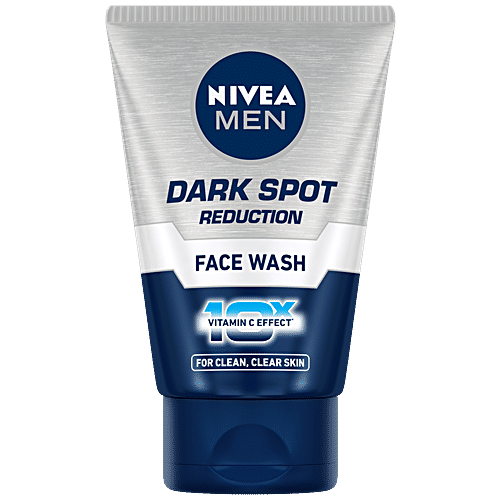 NIVEA
MEN
DARK SPOT
REDUCTION
FACE WASH
10X
VITAMIN C EFFECT*
FOR CLEAN, CLEAR SKIN